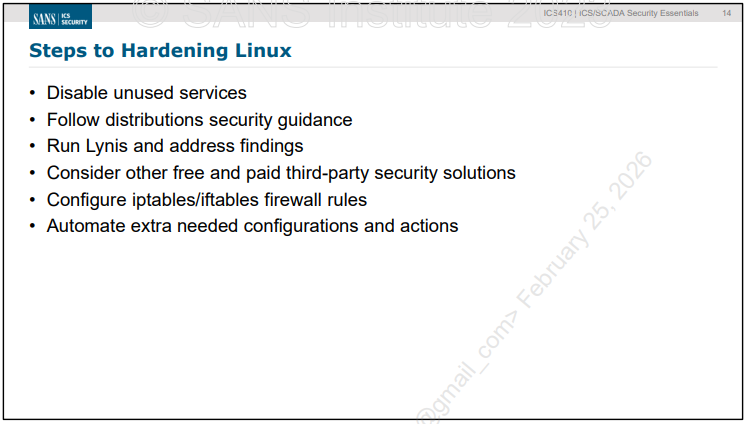 © SANS Institute 2026
SANS | ICS SECURITY
ICS410 | ICS/SCADA Security Essentials 14
Steps to Hardening Linux
• Disable unused services
• Follow distributions security guidance
• Run Lynis and address findings
• Consider other free and paid third-party security solutions
• Configure iptables/iftables firewall rules
• Automate extra needed configurations and actions
@gmail_com> February 25, 2026